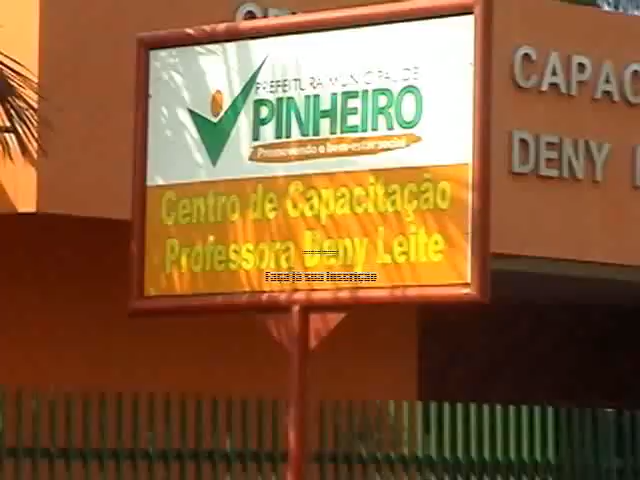 PREFEITURA MUNICIPAL DE
PINHEIRO
Promovendo o bem-estar social
Centro de Capacitação
Professora Deny Leite
Faça já sua inscrição
CAPAC
DENY